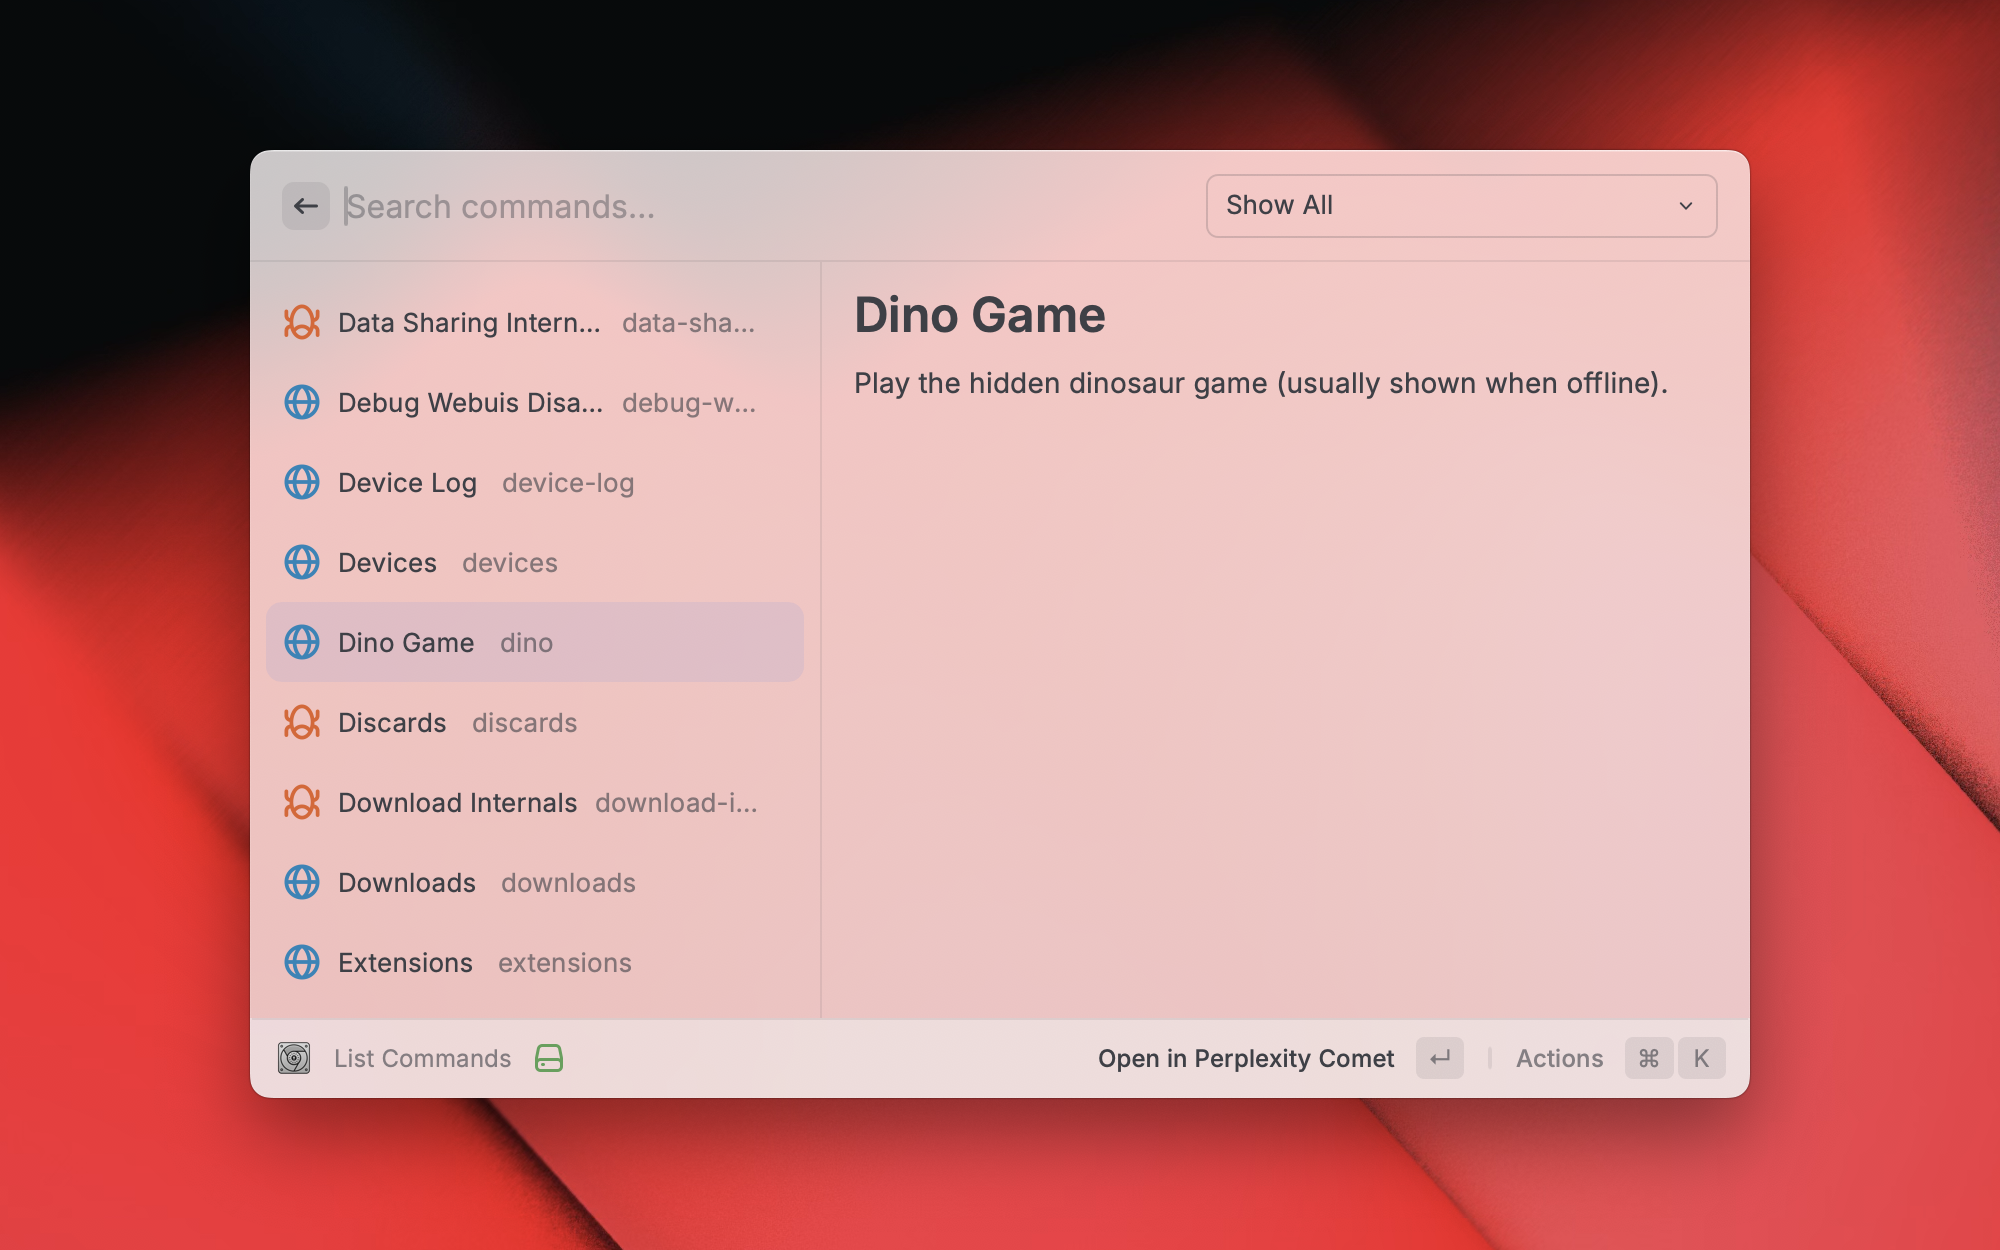 Search commands...
Show All
Data Sharing Intern... data-sha...
Debug Webuis Disa... debug-w...
Device Log device-log
Devices devices
Dino Game dino
Discards discards
Download Internals download-i...
Downloads downloads
Extensions extensions
Dino Game
Play the hidden dinosaur game (usually shown when offline).
List Commands
Open in Perplexity Comet ↵
Actions ⌘ K